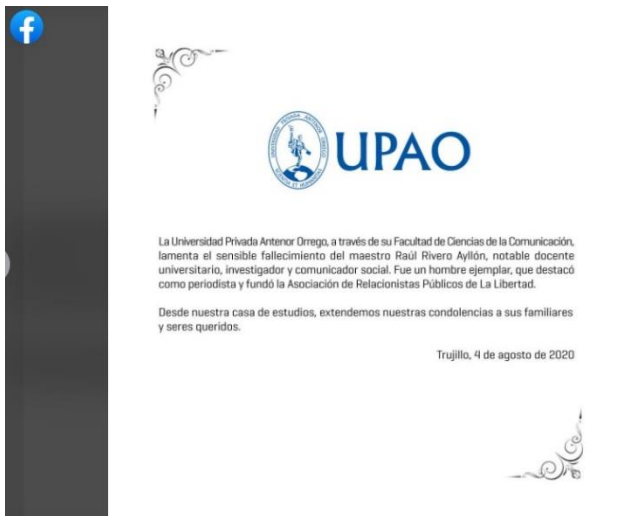 UPAO
La Universidad Privada Antenor Orrego, a través de su Facultad de Ciencias de la Comunicación,
lamenta el sensible fallecimiento del maestro Raúl Rivero Ayllón, notable docente
universitario, investigador y comunicador social. Fue un hombre ejemplar, que destacó
como periodista y fundó la Asociación de Relacionistas Públicos de La Libertad.
Desde nuestra casa de estudios, extendemos nuestras condolencias a sus familiares
y seres queridos.
Trujillo, 4 de agosto de 2020